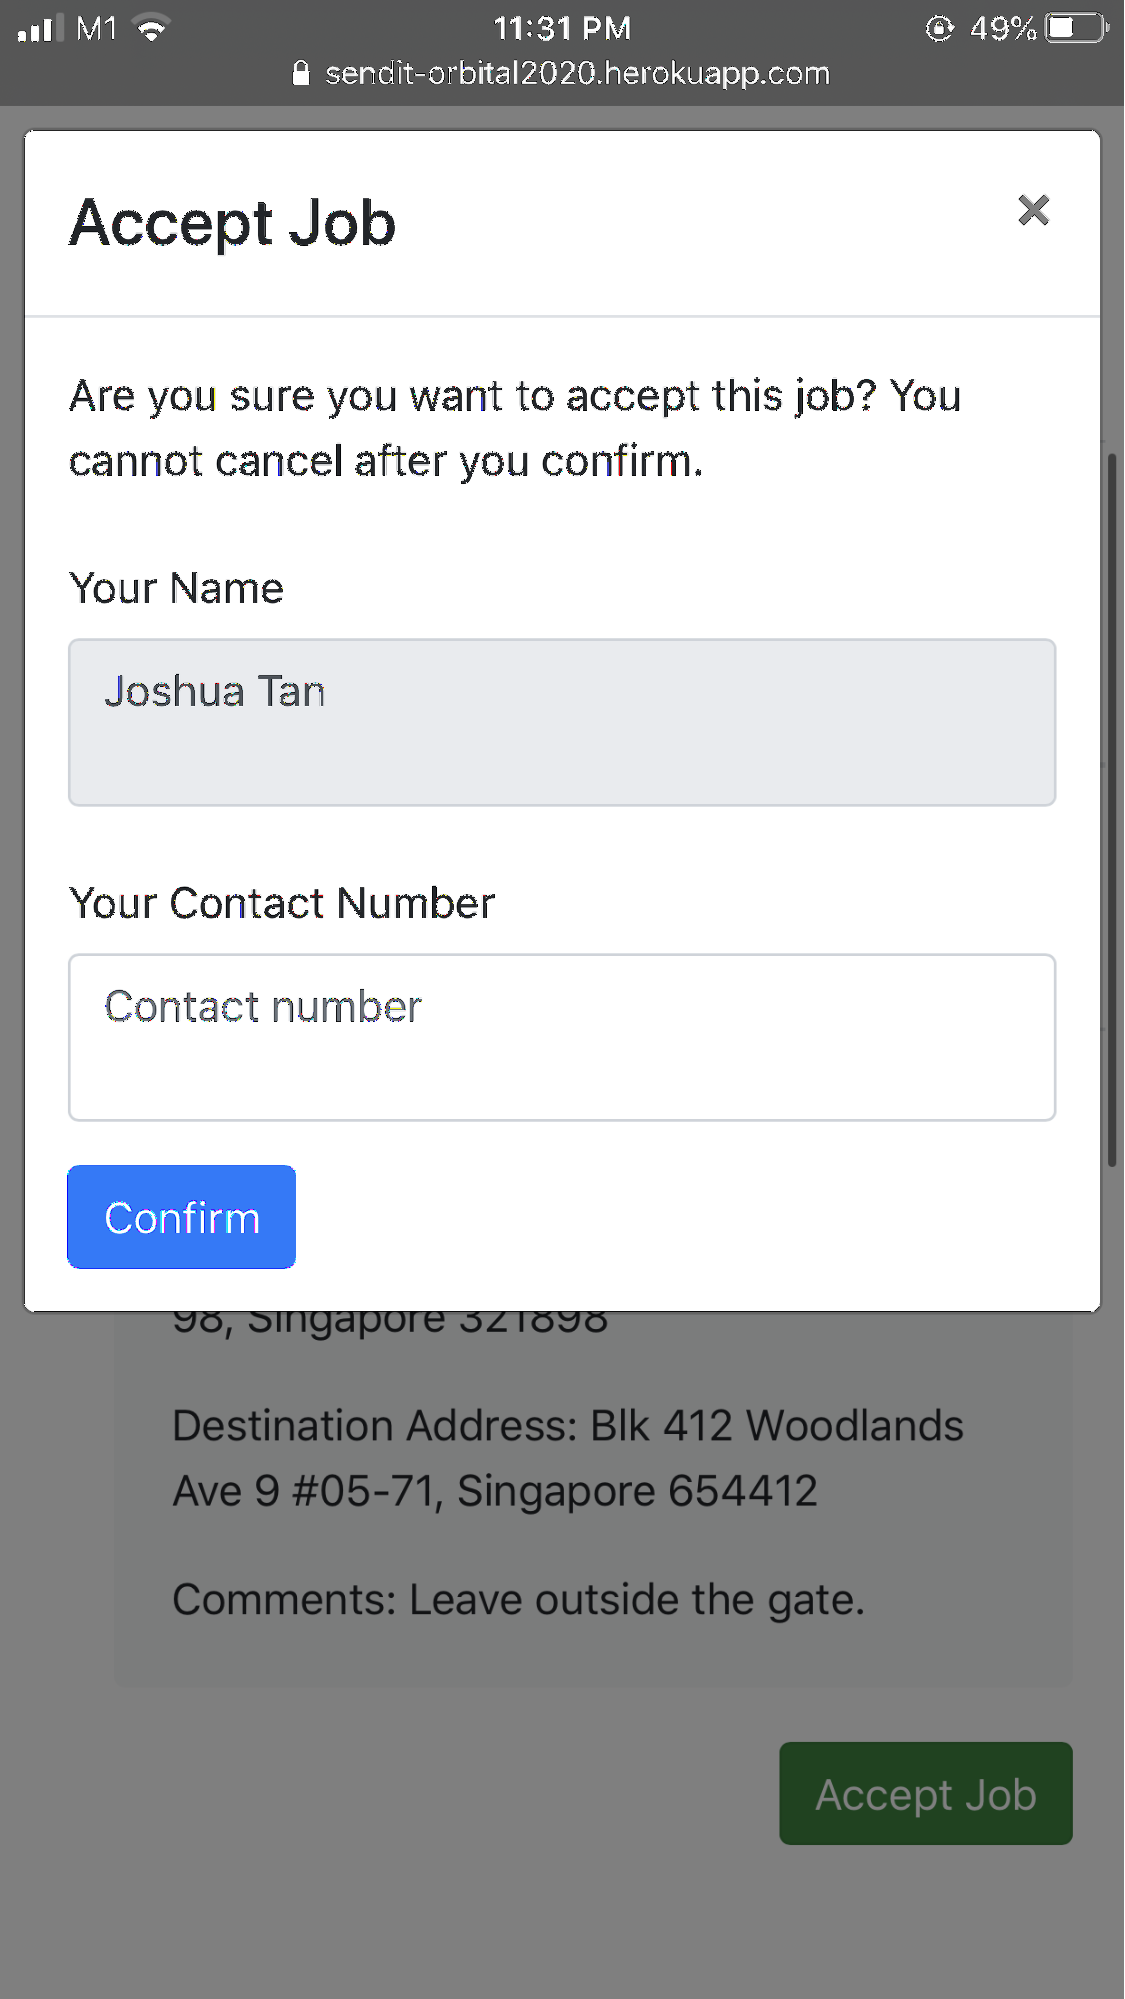 M1 11:31 PM 49%
sendit-orbital2020.herokuapp.com
Accept Job
×
Are you sure you want to accept this job? You
cannot cancel after you confirm.
Your Name
Joshua Tan
Your Contact Number
Contact number
Confirm
98, Singapore 321898
Destination Address: Blk 412 Woodlands
Ave 9 #05-71, Singapore 654412
Comments: Leave outside the gate.
Accept Job